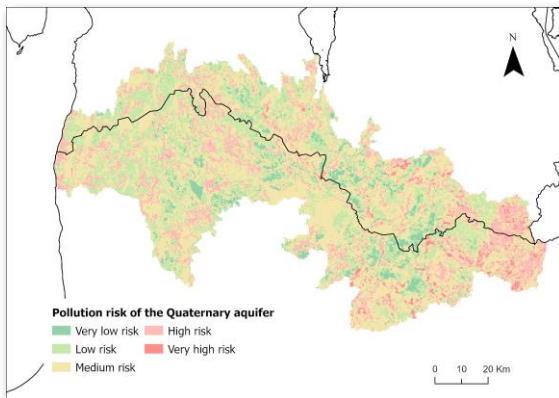 N
Pollution risk of the Quaternary aquifer
Very low risk
High risk
Low risk
Very high risk
Medium risk
0 10 20 Km